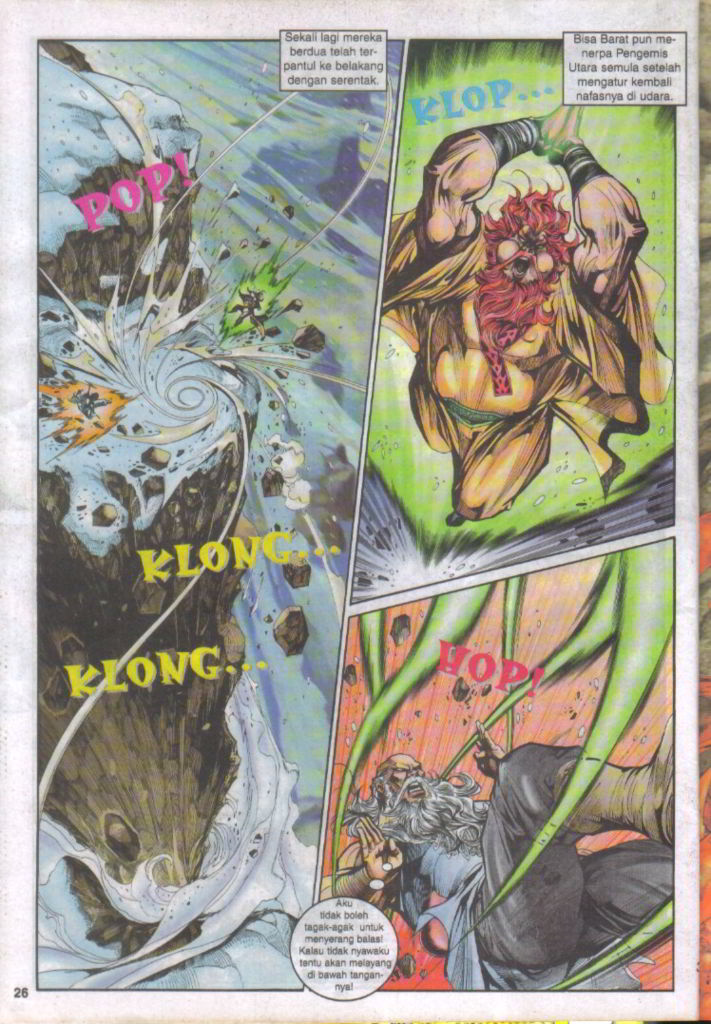 Sekali lagi mereka
berdua telah ter-
pantul ke belakang
dengan serentak.
POP!
KLONG...
KLONG...
Bisa Barat pun me-
nerpa Pengemis
Utara semula setelah
mengatur kembali
nafasnya di udara.
KLOP...
HOP!
Aku
tidak boleh
tagak-agak untuk
menyerang balas!
Kalau tidak nyawaku
tentu akan melayang
di bawah tangan-
nya!
26